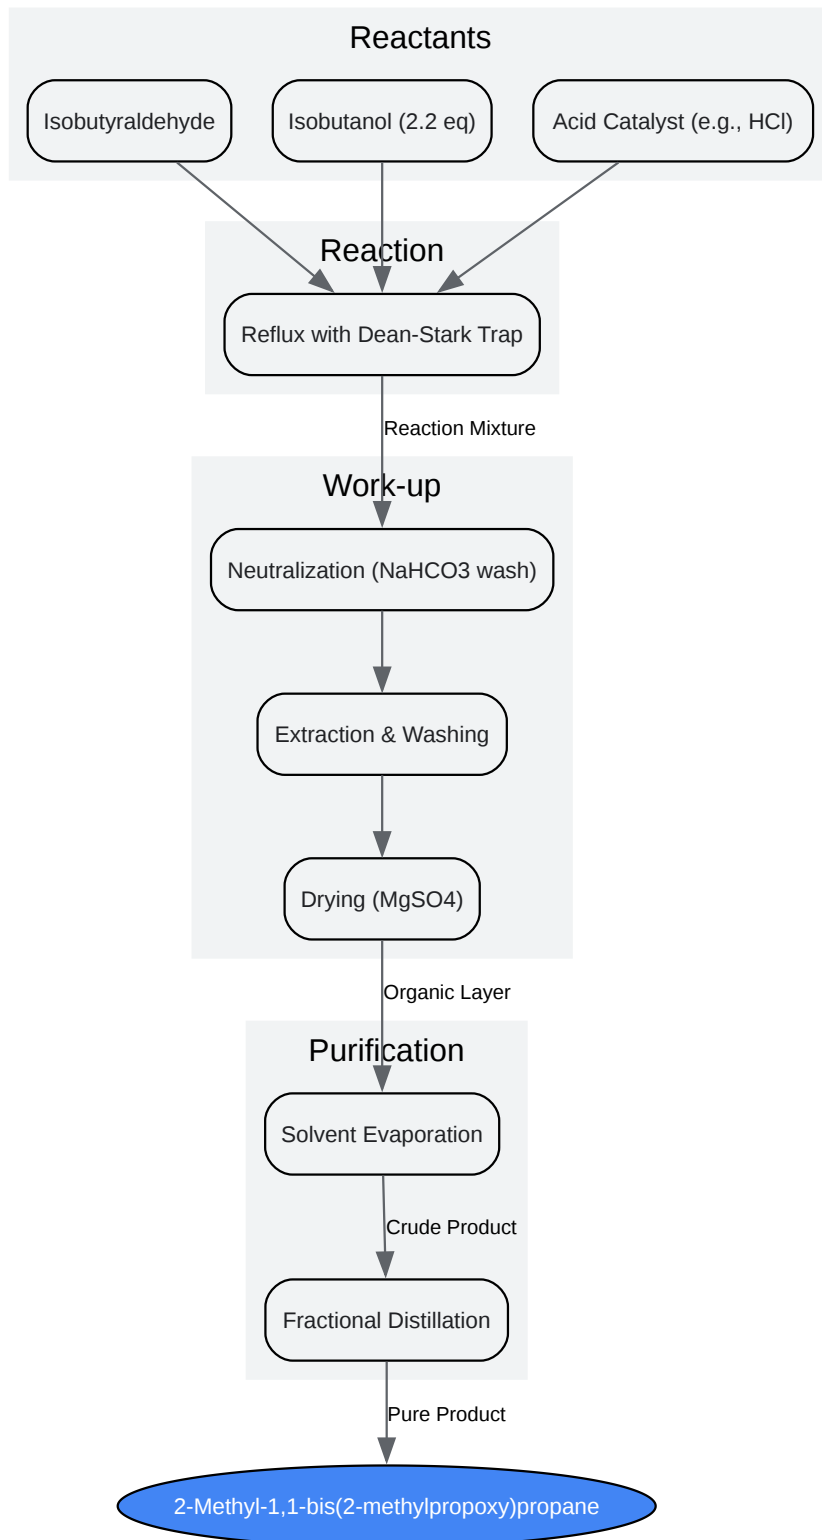 Reactants
Isobutyraldehyde
Isobutanol (2.2 eq)
Acid Catalyst (e.g., HCl)
Reaction
Reflux with Dean-Stark Trap
Reaction Mixture
Work-up
Neutralization (NaHCO3 wash)
Extraction & Washing
Drying (MgSO4)
Organic Layer
Purification
Solvent Evaporation
Crude Product
Fractional Distillation
Pure Product
2-Methyl-1,1-bis(2-methylpropoxy)propane